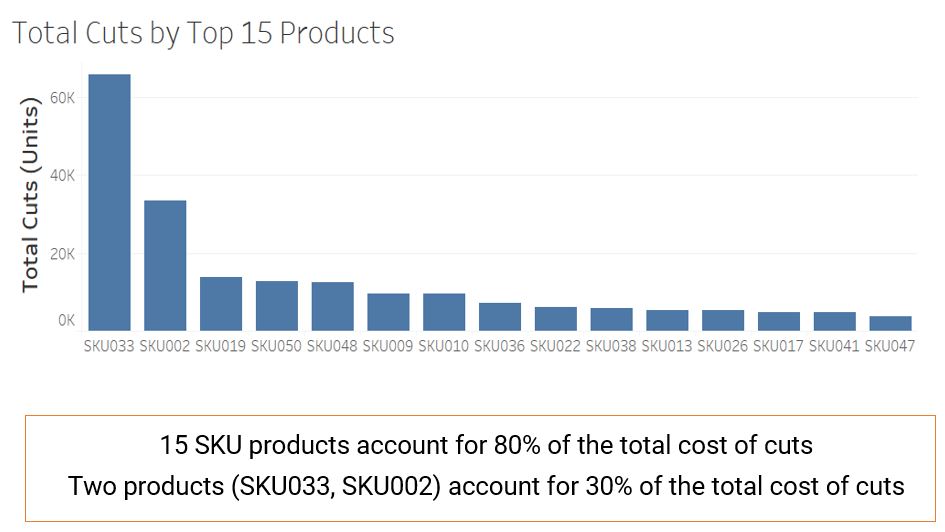 Total Cuts by Top 15 Products
Total Cuts (Units)
60K
40K
20K
0K
SKU033 SKU002 SKU019 SKU050 SKU048 SKU009 SKU010 SKU036 SKU022 SKU038 SKU013 SKU026 SKU017 SKU041 SKU047
15 SKU products account for 80% of the total cost of cuts
Two products (SKU033, SKU002) account for 30% of the total cost of cuts